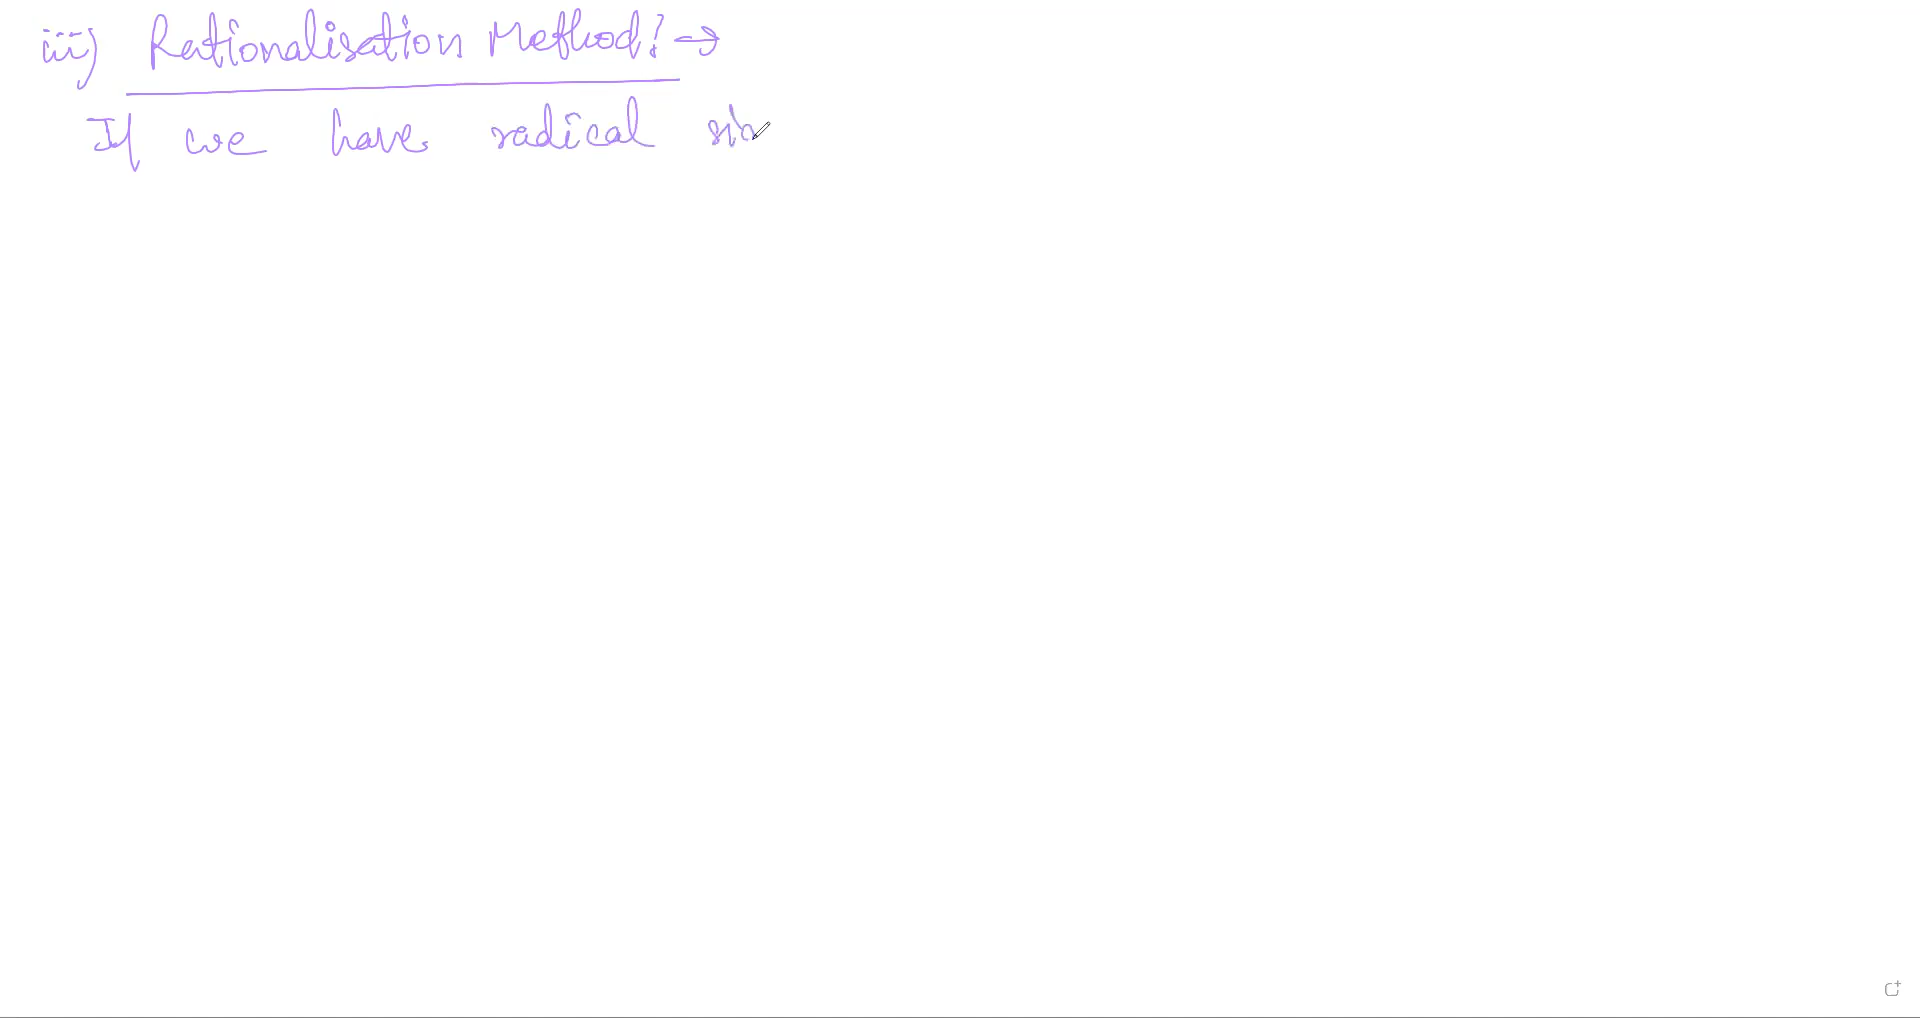 iii) Rationalisation Method :→
If we have radical